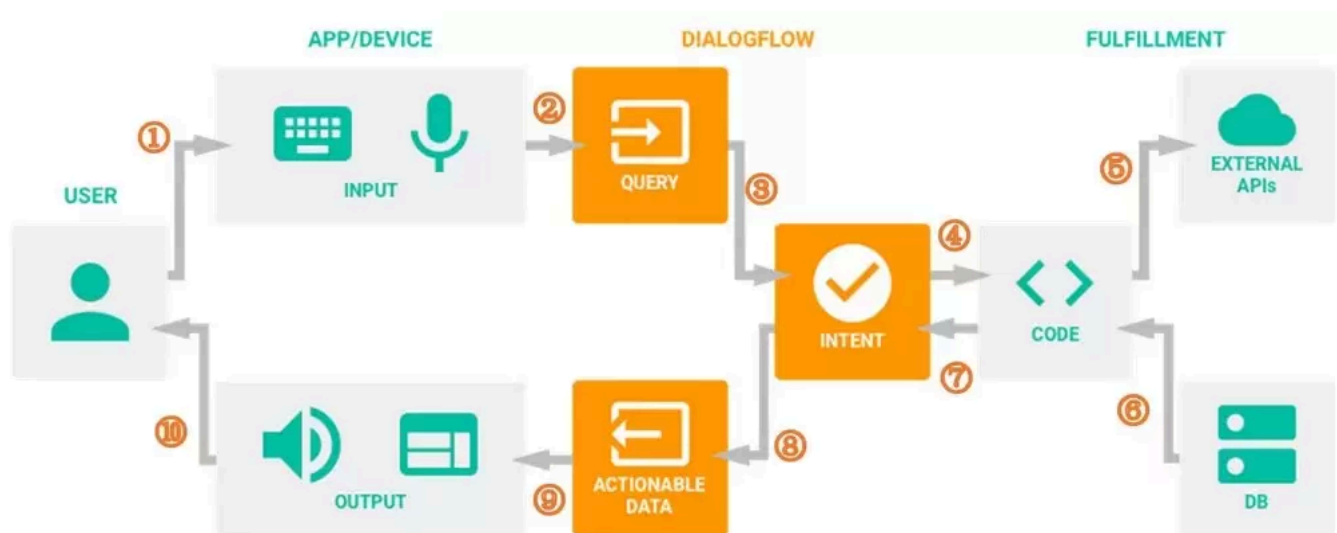 APP/DEVICE
DIALOGFLOW
FULFILLMENT
①
②
INPUT
QUERY
③
⑤
EXTERNAL
APIs
USER
④
INTENT
CODE
⑦
⑥
⑩
OUTPUT
⑨
ACTIONABLE
DATA
⑧
DB